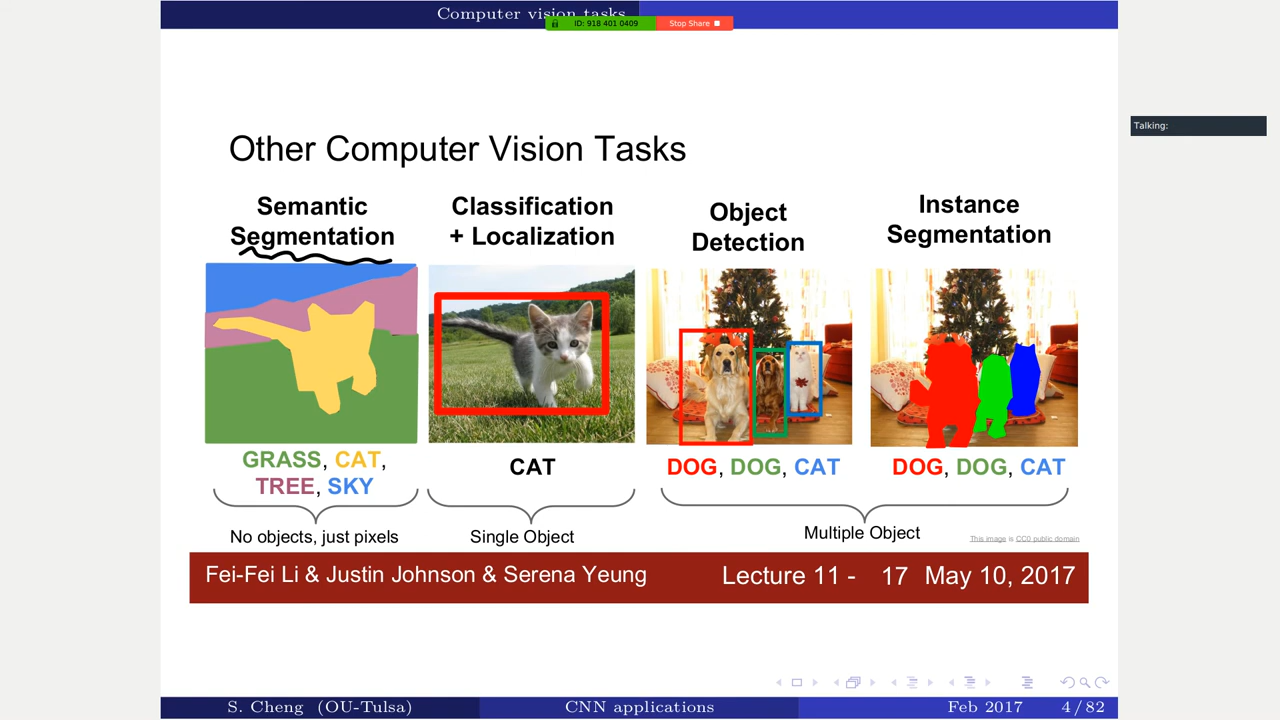 Computer vision tasks
ID: 918 401 0409
Stop Share
Talking:
Other Computer Vision Tasks
Semantic
Segmentation
Classification
+ Localization
Object
Detection
Instance
Segmentation
GRASS, CAT,
TREE, SKY
CAT
DOG, DOG, CAT
DOG, DOG, CAT
No objects, just pixels
Single Object
Multiple Object
This image is CC0 public domain
Fei-Fei Li & Justin Johnson & Serena Yeung
Lecture 11 - 17 May 10, 2017
S. Cheng (OU-Tulsa)
CNN applications
Feb 2017
4 / 82